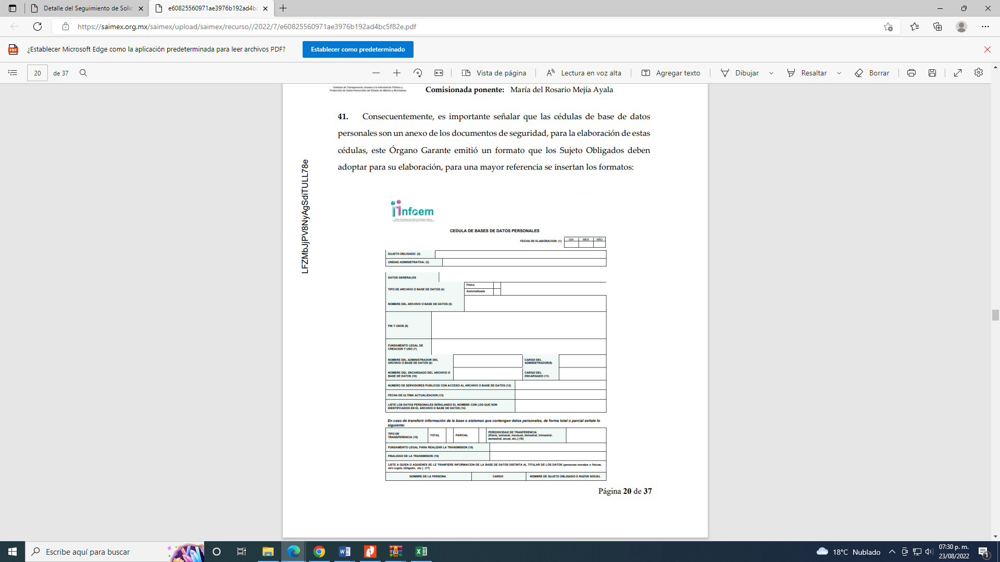 Detalle del Seguimiento de Solic
e60825560971ae3976b192ad4bc
https://saimex.org.mx/saimex/upload/saimex/recurso//2022/7/e60825560971ae3976b192ad4bc5f82e.pdf
PDF
¿Establecer Microsoft Edge como la aplicación predeterminada para leer archivos PDF?
Establecer como predeterminado
20
de 37
Vista de página
Lectura en voz alta
Agregar texto
Dibujar
Resaltar
Borrar
Instituto de Transparencia, Acceso a la Información Pública y
Protección de Datos Personales del Estado de México y Municipios
Comisionada ponente: María del Rosario Mejía Ayala
41. Consecuentemente, es importante señalar que las cédulas de base de datos
personales son un anexo de los documentos de seguridad, para la elaboración de estas
cédulas, este Órgano Garante emitió un formato que los Sujeto Obligados deben
adoptar para su elaboración, para una mayor referencia se insertan los formatos:
LFZMbJjPV8NyAgSdiTULL78e
infoem
CEDULA DE BASES DE DATOS PERSONALES
FECHA DE ELABORACION: (1)
DIA MES AÑO
SUJETO OBLIGADO: (2)
UNIDAD ADMINISTRATIVA: (3)
DATOS GENERALES
TIPO DE ARCHIVO O BASE DE DATOS (4)
Física
Automatizada
NOMBRE DEL ARCHIVO O BASE DE DATOS (5)
FIN Y USOS (6)
FUNDAMENTO LEGAL DE
CREACION Y USO (7)
NOMBRE DEL ADMINISTRADOR DEL
ARCHIVO O BASE DE DATOS (8)
CARGO DEL
ADMINISTRADOR(9)
NOMBRE DEL ENCARGADO DEL ARCHIVO O
BASE DE DATOS (10)
CARGO DEL
ENCARGADO (11)
NUMERO DE SERVIDORES PUBLICOS CON ACCESO AL ARCHIVO O BASE DE DATOS (12)
FECHA DE ULTIMA ACTUALIZACION (13)
LISTE LOS DATOS PERSONALES SEÑALANDO EL NOMBRE CON LOS QUE SON
IDENTIFICADOS EN EL ARCHIVO O BASE DE DATOS (14)
En caso de transferir información de la base o sistemas que contengan datos personales, de forma total o parcial señale lo
siguiente:
TIPO DE
TRANSFERENCIA (15)
TOTAL
PARCIAL
PERIODICIDAD DE TRANFERENCIA
(Diaria, semanal, mensual, bimestral, trimestral,
semestral, anual, etc.) (16)
FUNDAMENTO LEGAL PARA REALIZAR LA TRANSMISION (18)
FINALIDAD DE LA TRANSMISION (19)
LISTE A QUIEN O AQUIENES SE LE TRANFIERE INFORMACION DE LA BASE DE DATOS DISTINTA AL TITULAR DE LOS DATOS (personas morales o físicas,
otro sujeto obligado, etc.) (17)
NOMBRE DE LA PERSONA
CARGO
NOMBRE DE SUJETO OBLIGADO O RAZON SOCIAL
Página 20 de 37
Escribe aquí para buscar
18°C Nublado
07:30 p. m.
23/08/2022
1